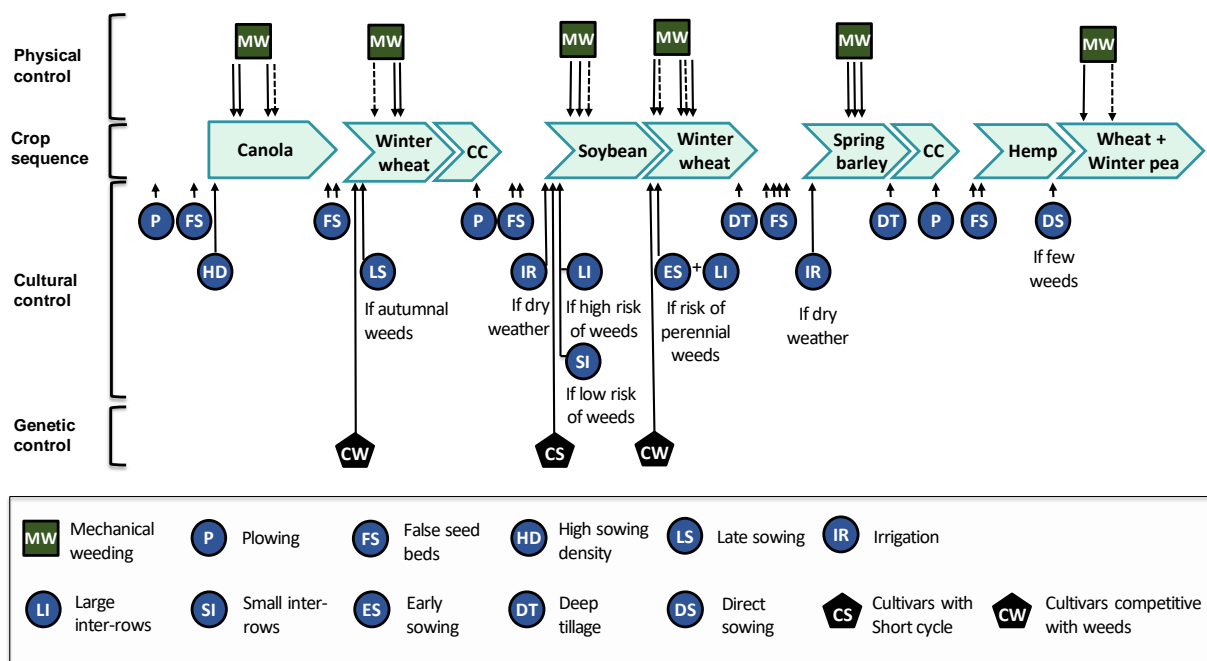 MW MW MW MW MW MW
Physical
control
Crop
sequence
Canola
Winter
wheat
CC
Soybean
Winter
wheat
Spring
barley
CC
Hemp
Wheat +
Winter pea
P FS FS P FS DT FS DT P FS DS
Cultural
control
HD
LS
If autumnal
weeds
IR
If dry
weather
LI
If high risk
of weeds
SI
If low risk
of weeds
ES + LI
If risk of
perennial
weeds
IR
If dry
weather
If few
weeds
Genetic
control
CW CS CW
MW Mechanical
weeding
P Plowing
FS False seed
beds
HD High sowing
density
LS Late sowing
IR Irrigation
LI Large
inter-rows
SI Small inter-
rows
ES Early
sowing
DT Deep
tillage
DS Direct
sowing
CS Cultivars with
Short cycle
CW Cultivars competitive
with weeds